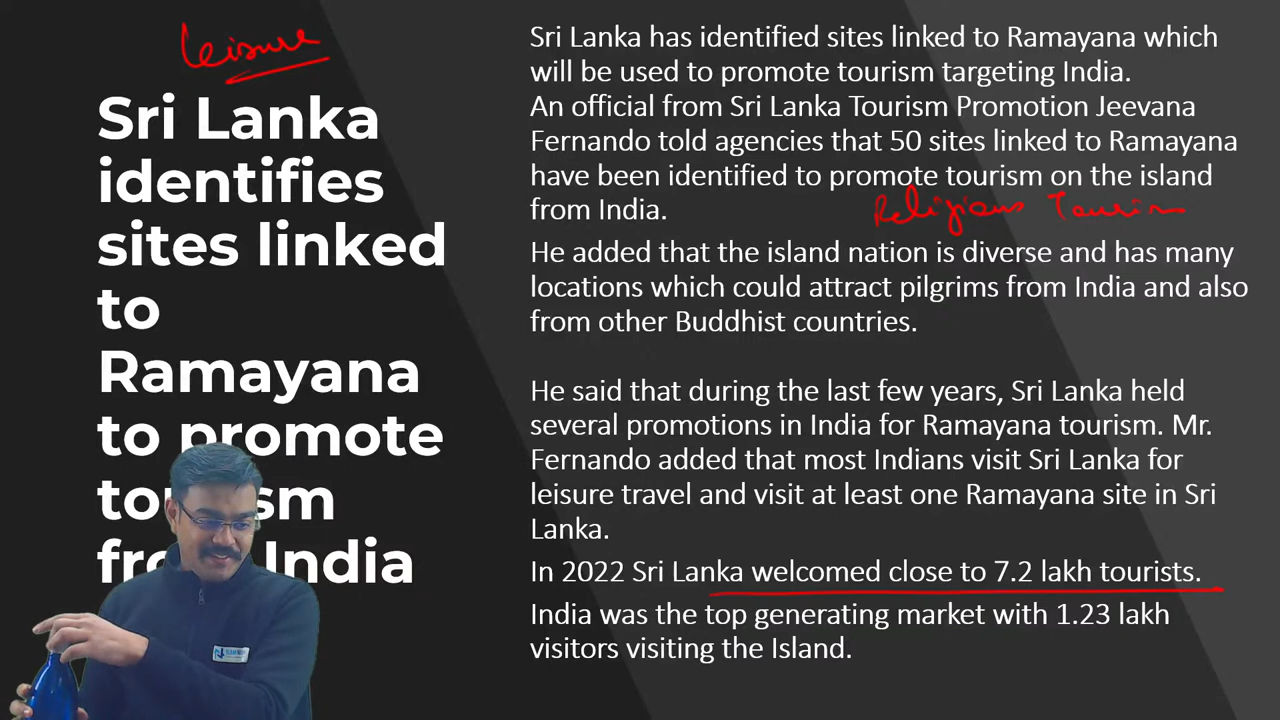 Leisure
Sri Lanka
identifies
sites linked
to
Ramayana
to promote
India
Sri Lanka has identified sites linked to Ramayana which
will be used to promote tourism targeting India.
An official from Sri Lanka Tourism Promotion Jeevana
Fernando told agencies that 50 sites linked to Ramayana
have been identified to promote tourism on the island
from India.
Religious Tourism
He added that the island nation is diverse and has many
locations which could attract pilgrims from India and also
from other Buddhist countries.
He said that during the last few years, Sri Lanka held
several promotions in India for Ramayana tourism. Mr.
Fernando added that most Indians visit Sri Lanka for
leisure travel and visit at least one Ramayana site in Sri
Lanka.
In 2022 Sri Lanka welcomed close to 7.2 lakh tourists.
India was the top generating market with 1.23 lakh
visitors visiting the Island.